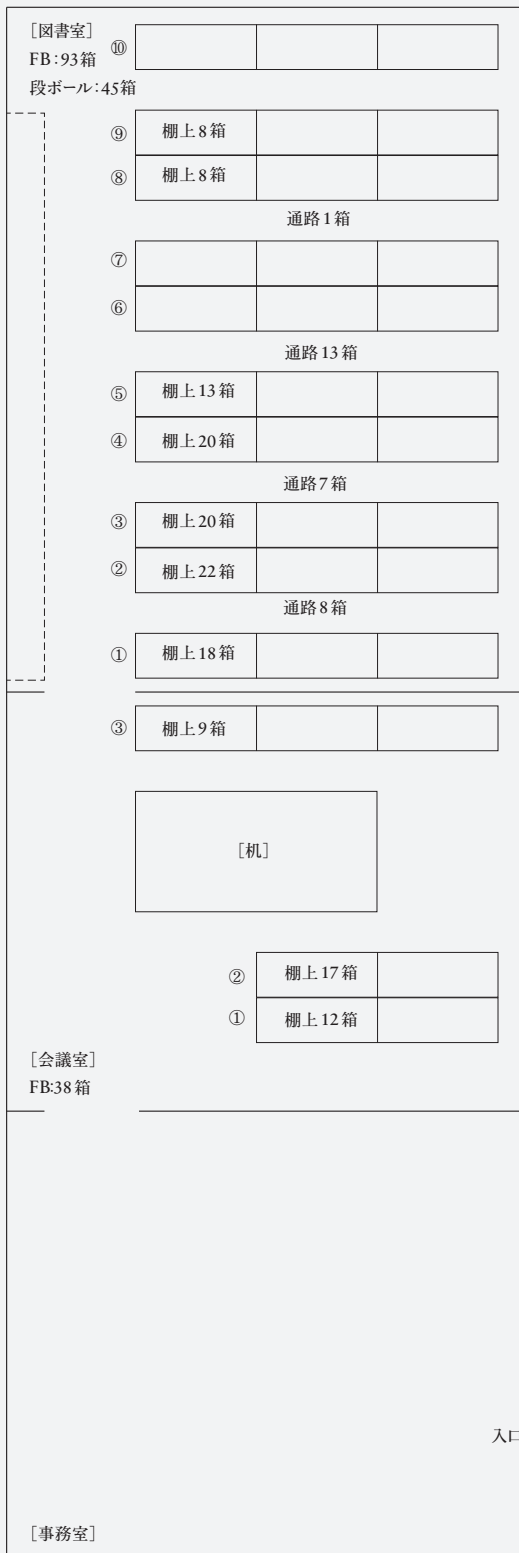 ［図書室］
FB：93箱
段ボール：45箱
⑩
⑨ 棚上8箱
⑧ 棚上8箱
通路1箱
⑦
⑥
通路13箱
⑤ 棚上13箱
④ 棚上20箱
通路7箱
③ 棚上20箱
② 棚上22箱
通路8箱
① 棚上18箱
③ 棚上9箱
［机］
② 棚上17箱
① 棚上12箱
［会議室］
FB:38箱
入口
［事務室］